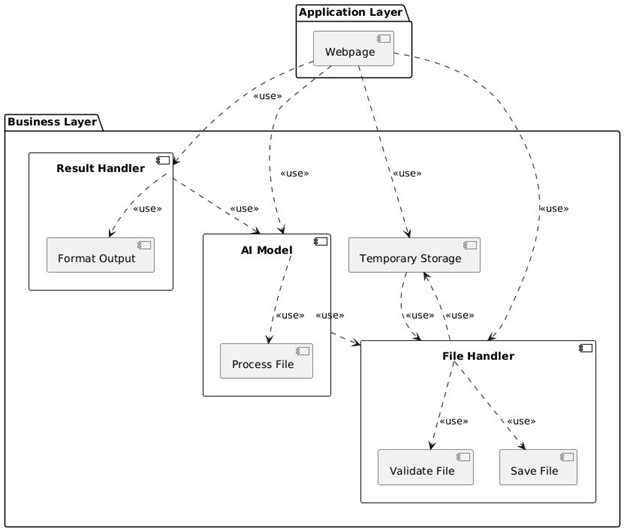 Application Layer
Webpage
«use»
Business Layer
Result Handler
«use»
«use»
«use»
«use»
Format Output
AI Model
Temporary Storage
«use»
«use»
«use»
«use»
Process File
File Handler
«use»
«use»
Validate File
Save File